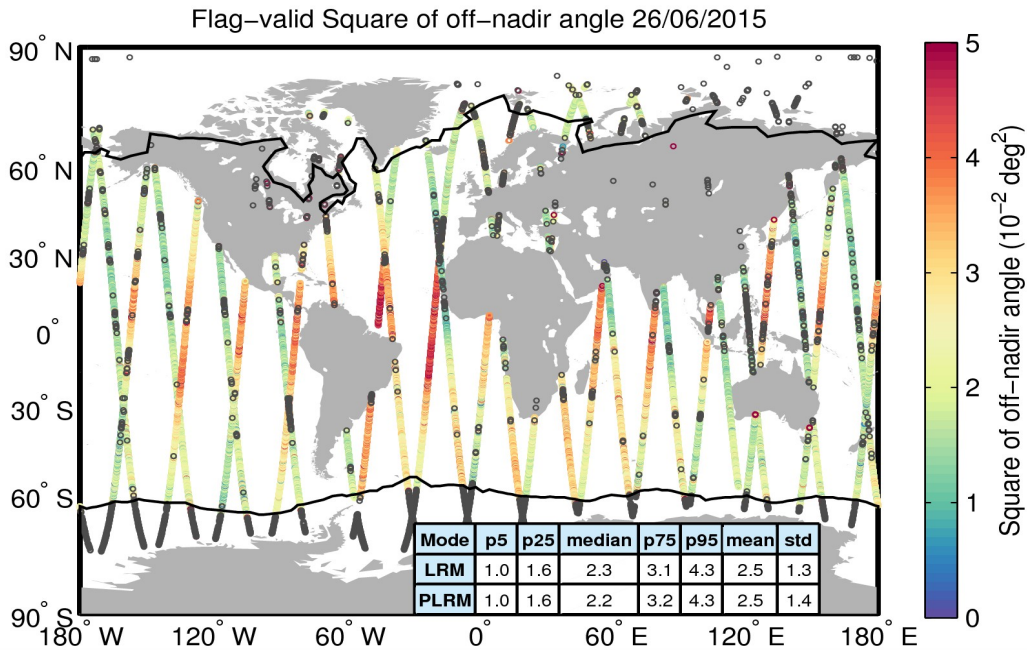 Flag−valid Square of off−nadir angle 26/06/2015
90° N
60° N
30° N
0°
30° S
60° S
90° S
180° W
120° W
60° W
0°
60° E
120° E
180° E
Mode p5 p25 median p75 p95 mean std
LRM 1.0 1.6 2.3 3.1 4.3 2.5 1.3
PLRM 1.0 1.6 2.2 3.2 4.3 2.5 1.4
5
4
3
2
1
0
Square of off−nadir angle (10⁻² deg²)